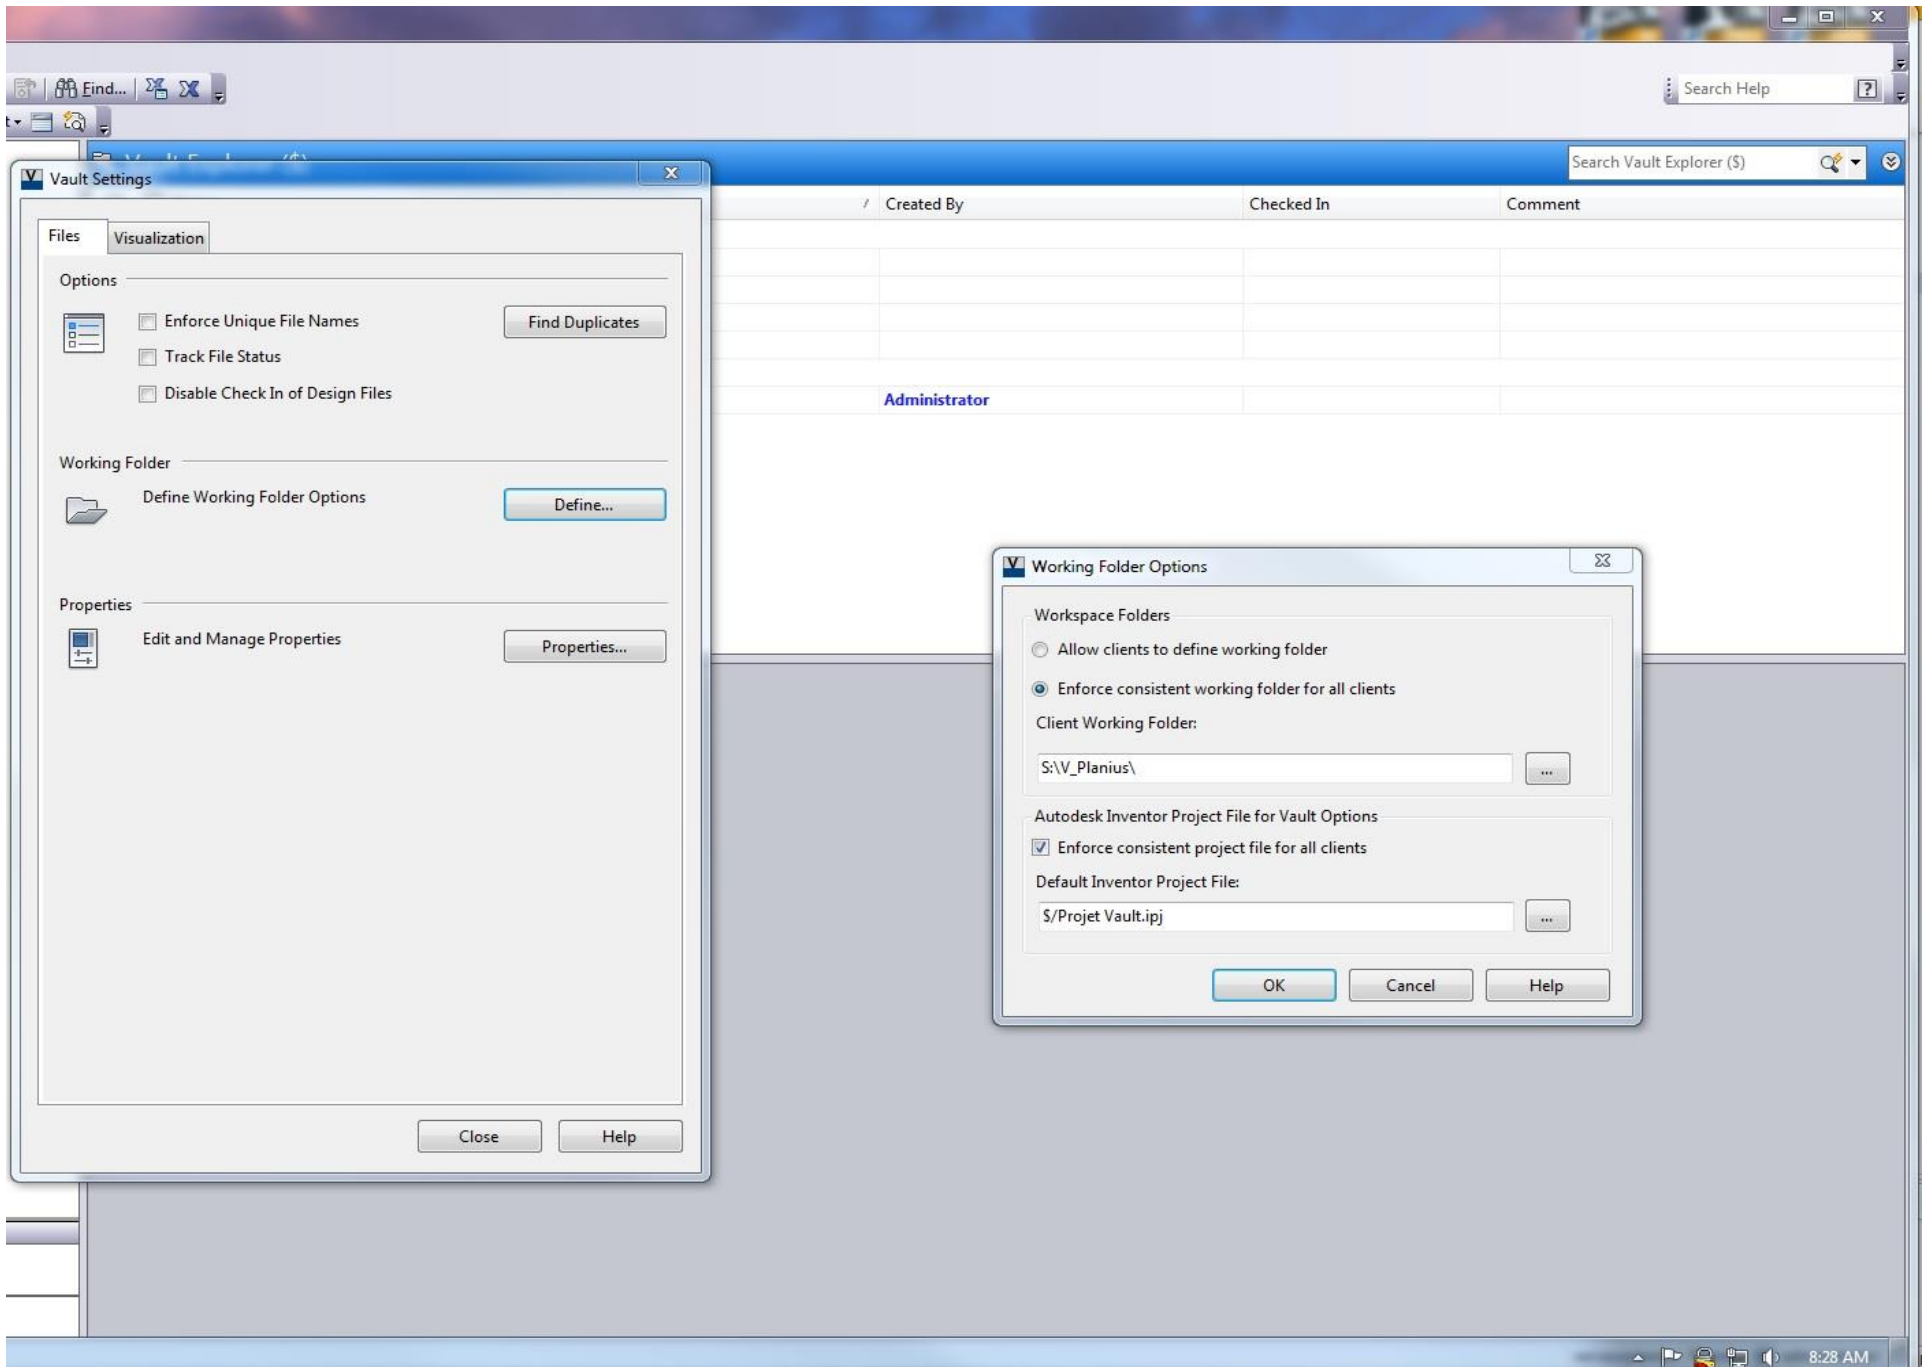 Find...
Search Help
?
Search Vault Explorer ($)
Created By
Checked In
Comment
Administrator
V Vault Settings
Files
Visualization
Options
Enforce Unique File Names
Find Duplicates
Track File Status
Disable Check In of Design Files
Working Folder
Define Working Folder Options
Define...
Properties
Edit and Manage Properties
Properties...
Close
Help
V Working Folder Options
Workspace Folders
Allow clients to define working folder
Enforce consistent working folder for all clients
Client Working Folder:
S:\V_Planius\
...
Autodesk Inventor Project File for Vault Options
Enforce consistent project file for all clients
Default Inventor Project File:
$/Projet Vault.ipj
...
OK
Cancel
Help
8:28 AM